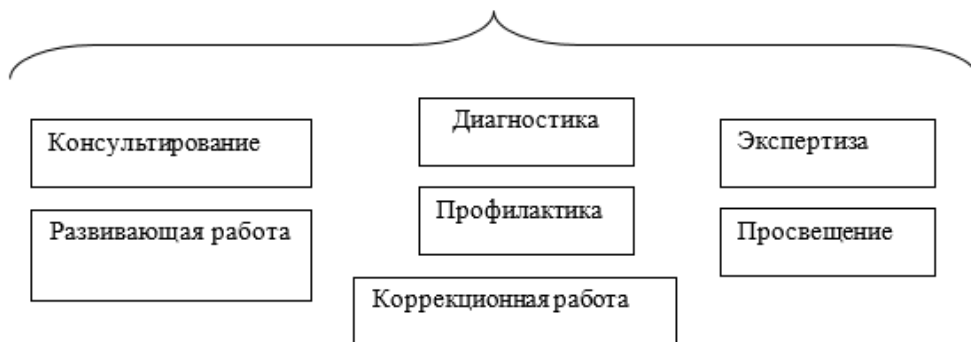 Консультирование
Диагностика
Экспертиза
Развивающая работа
Профилактика
Просвещение
Коррекционная работа